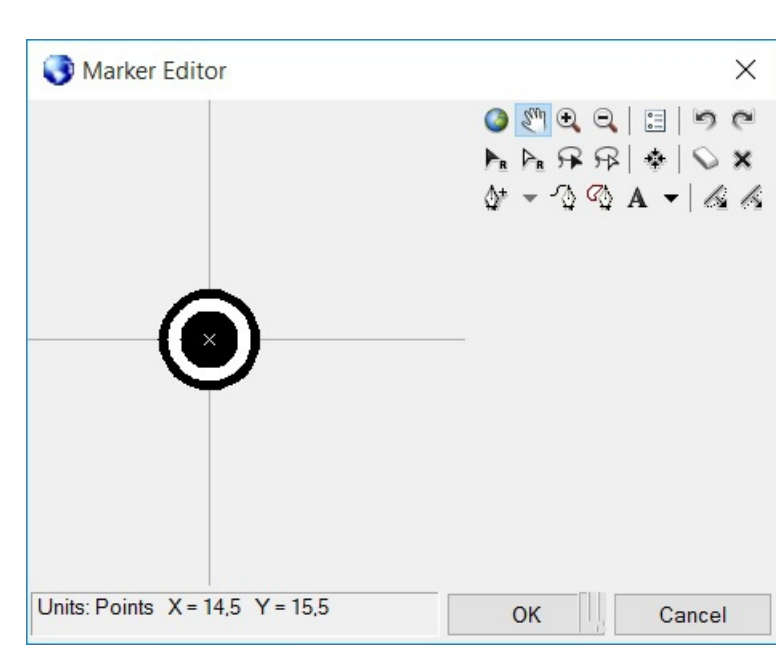 Marker Editor
R R
A
Units: Points X = 14,5 Y = 15,5
OK
Cancel